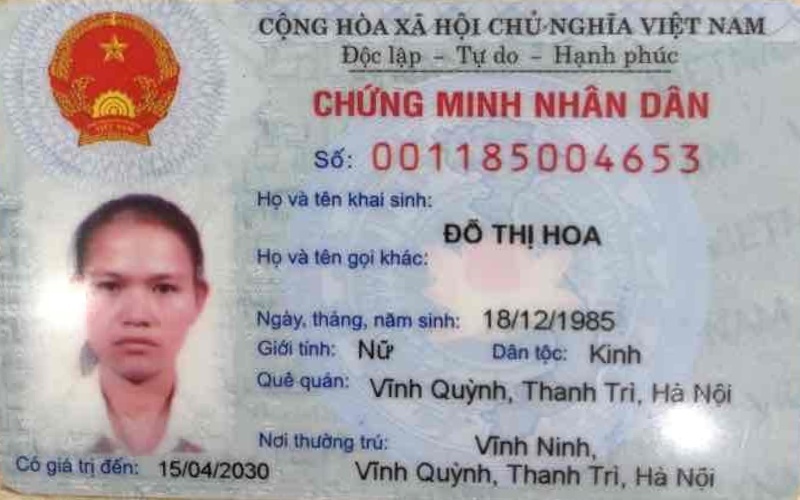 CỘNG HÒA XÃ HỘI CHỦ NGHĨA VIỆT NAM
Độc lập - Tự do - Hạnh phúc
CHỨNG MINH NHÂN DÂN
Số: 001185004653
Họ và tên khai sinh:
ĐỖ THỊ HOA
Họ và tên gọi khác:
Ngày, tháng, năm sinh: 18/12/1985
Giới tính: Nữ Dân tộc: Kinh
Quê quán: Vĩnh Quỳnh, Thanh Trì, Hà Nội
Nơi thường trú: Vĩnh Ninh,
Vĩnh Quỳnh, Thanh Trì, Hà Nội
Có giá trị đến: 15/04/2030